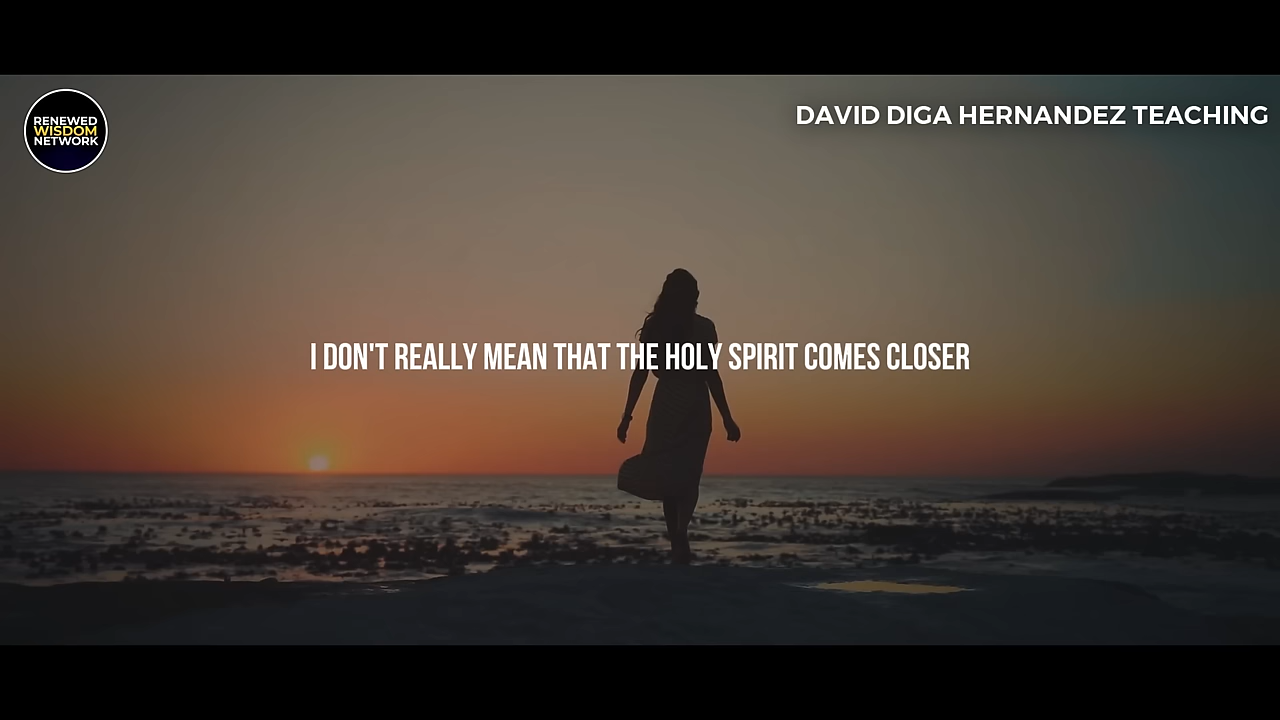 RENEWED
WISDOM
NETWORK
DAVID DIGA HERNANDEZ TEACHING
I DON'T REALLY MEAN THAT THE HOLY SPIRIT COMES CLOSER